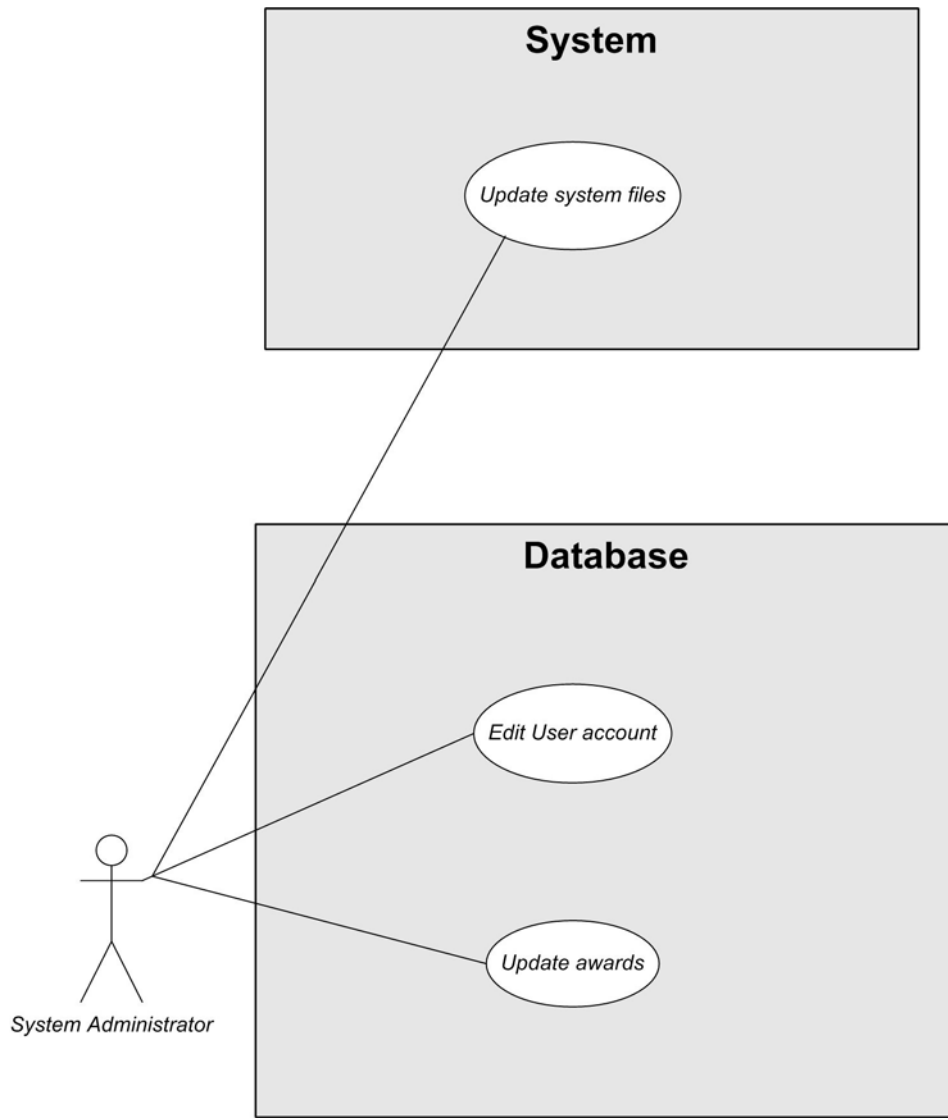 System
Update system files
Database
Edit User account
Update awards
System Administrator